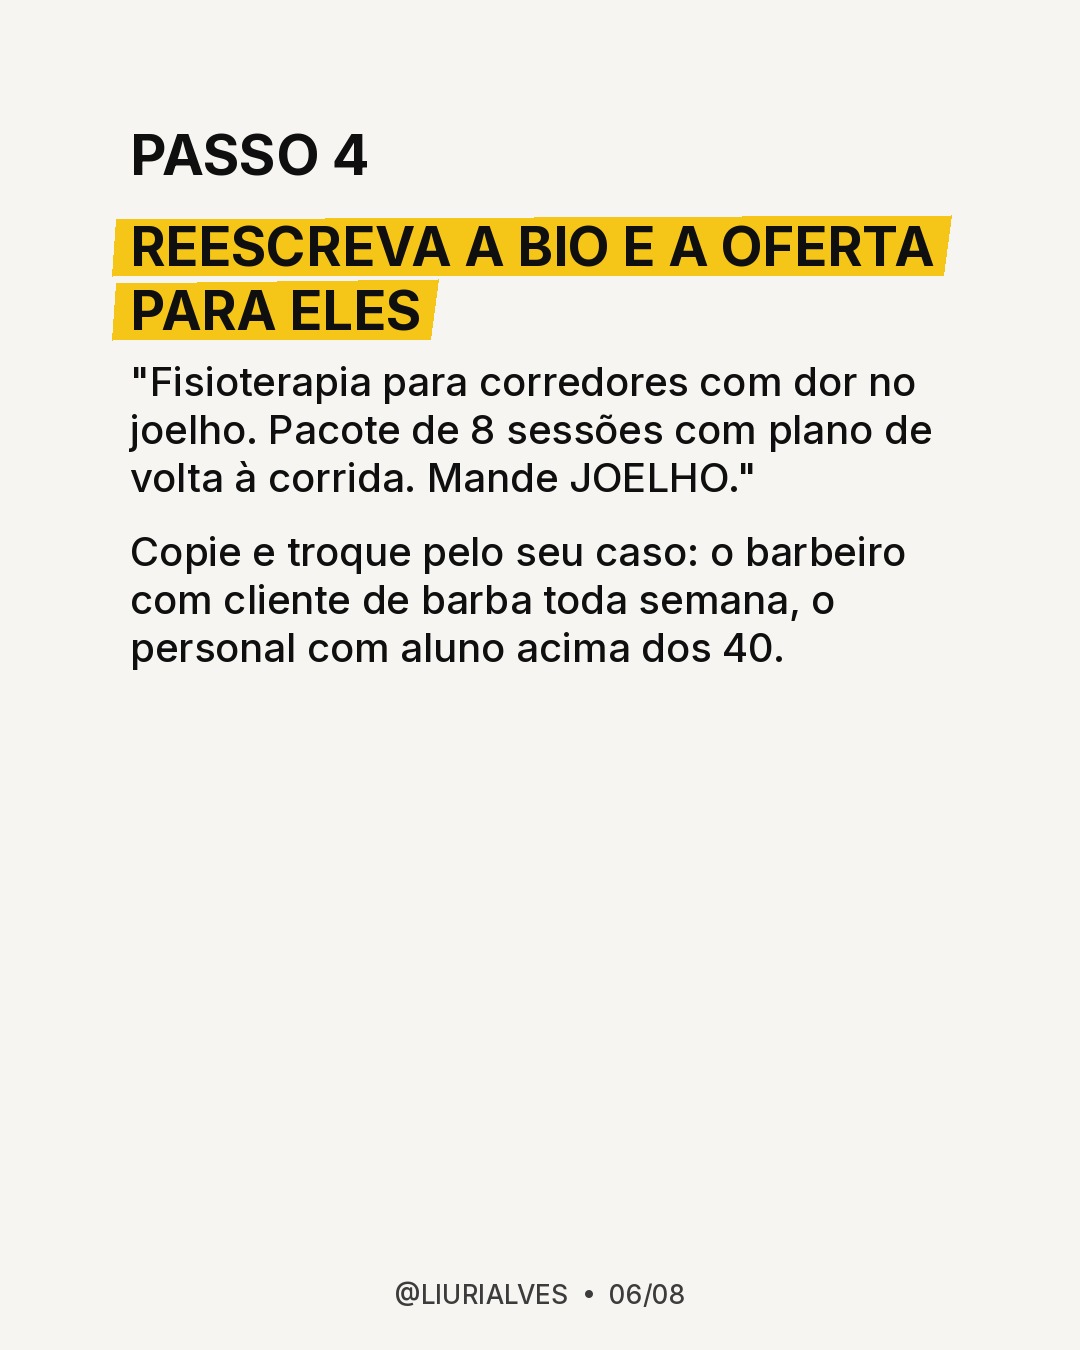 PASSO 4
REESCREVA A BIO E A OFERTA
PARA ELES
"Fisioterapia para corredores com dor no
joelho. Pacote de 8 sessões com plano de
volta à corrida. Mande JOELHO."
Copie e troque pelo seu caso: o barbeiro
com cliente de barba toda semana, o
personal com aluno acima dos 40.
@LIURIALVES • 06/08